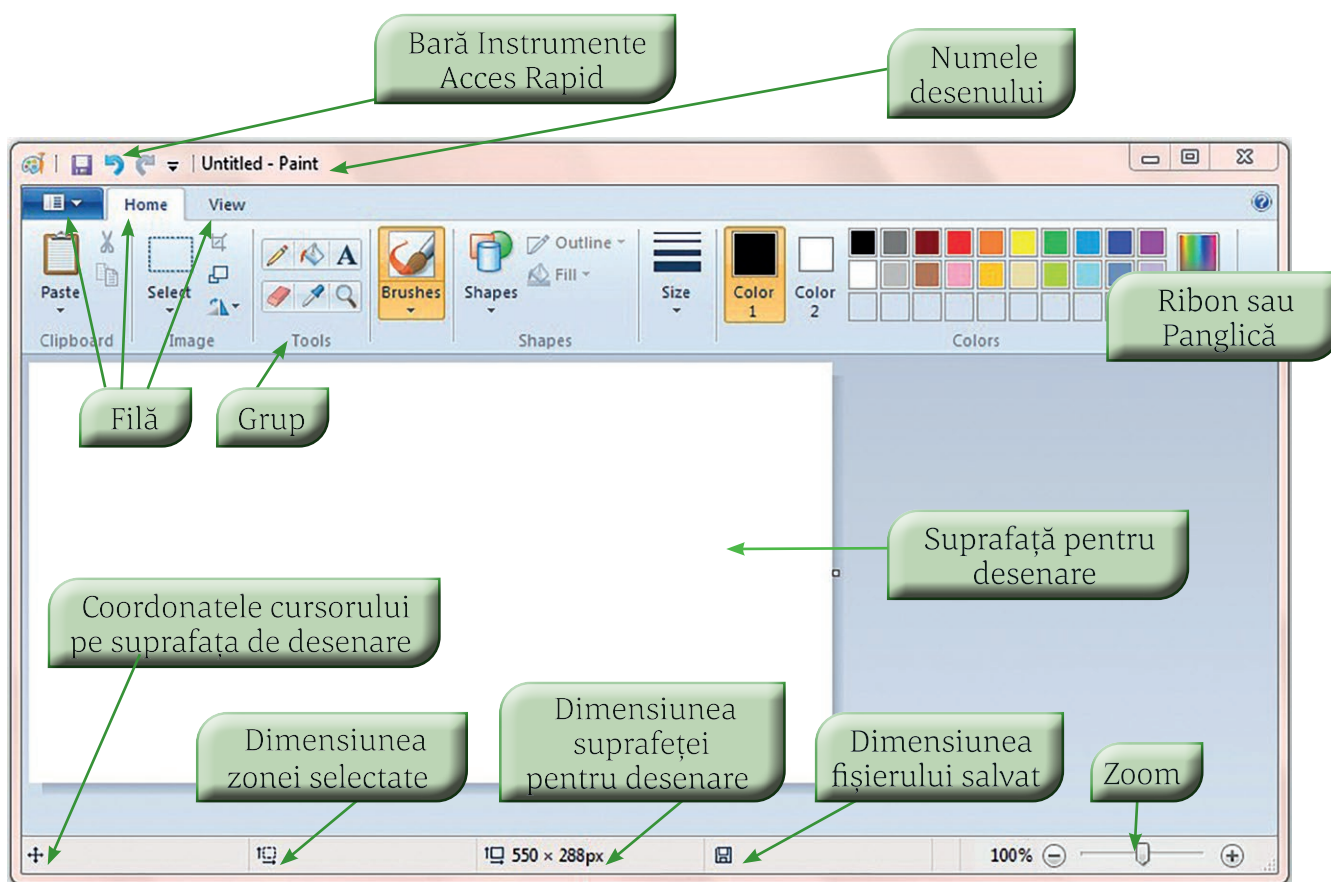 Bară Instrumente
Acces Rapid
Numele
desenului
Untitled - Paint
Home View
Paste
Select
A
Brushes
Shapes
Outline
Fill
Size
Color
1
Color
2
Clipboard
Image
Tools
Shapes
Colors
Ribon sau
Panglică
Filă
Grup
Suprafață pentru
desenare
Coordonatele cursorului
pe suprafața de desenare
Dimensiunea
zonei selectate
Dimensiunea
suprafeței
pentru desenare
Dimensiunea
fișierului salvat
Zoom
550 × 288px
100%